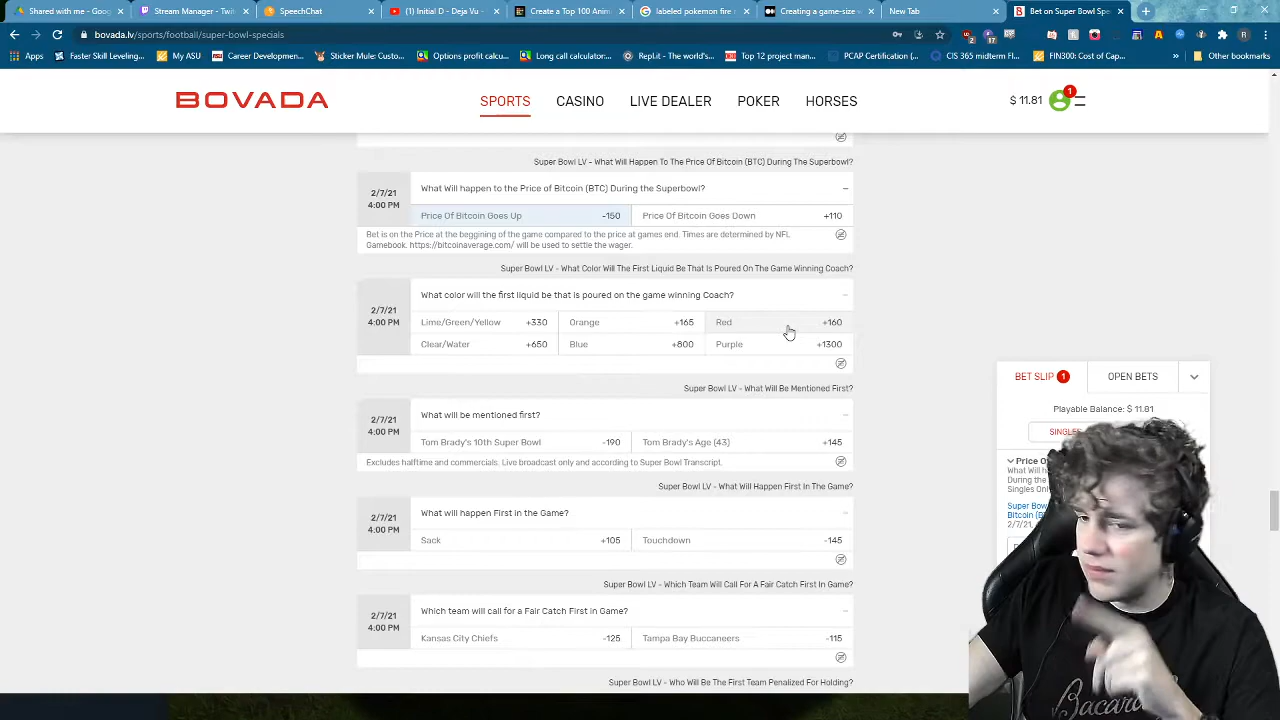 Shared with me - Goo
Stream Manager - Twit
SpeechChat
(1) Initial D - Deja Vu -
Create a Top 100 Anim
labeled pokemon fire r
Creating a game-size w
New Tab
Bet on Super Bowl Spe
bovada.lv/sports/football/super-bowl-specials
Apps
Faster Skill Leveling...
My ASU
Sticker Mule: Custo...
Options profit calcu...
Long call calculator:...
Repl.it - The world's...
Top 12 project man...
PCAP Certification (...
CIS 365 midterm Fl...
FIN300: Cost of Cap...
Other bookmarks
BOVADA
SPORTS
CASINO
LIVE DEALER
POKER
HORSES
$ 11.81
1
Super Bowl LV - What Will Happen To The Price Of Bitcoin (BTC) During The Superbowl?
2/7/21
4:00 PM
What Will happen to the Price of Bitcoin (BTC) During the Superbowl?
Price Of Bitcoin Goes Up -150
Price Of Bitcoin Goes Down +110
Bet is on the Price at the beggining of the game compared to the price at games end. Times are determined by NFL
Gamebook. https://bitcoinaverage.com/ will be used to settle the wager.
Super Bowl LV - What Color Will The First Liquid Be That Is Poured On The Game Winning Coach?
2/7/21
4:00 PM
What color will the first liquid be that is poured on the game winning Coach?
Lime/Green/Yellow +330
Orange +165
Red +160
Clear/Water +650
Blue +800
Purple +1300
Super Bowl LV - What Will Be Mentioned First?
2/7/21
4:00 PM
What will be mentioned first?
Tom Brady's 10th Super Bowl -190
Tom Brady's Age (43) +145
Excludes halftime and commercials. Live broadcast only and according to Super Bowl Transcript.
Super Bowl LV - What Will Happen First In The Game?
2/7/21
4:00 PM
What will happen First in the Game?
Sack +105
Touchdown -145
Super Bowl LV - Which Team Will Call For A Fair Catch First In Game?
2/7/21
4:00 PM
Which team will call for a Fair Catch First in Game?
Kansas City Chiefs -125
Tampa Bay Buccaneers -115
Super Bowl LV - Who Will Be The First Team Penalized For Holding?
BET SLIP 1
OPEN BETS
Playable Balance: $ 11.81
SINGLES
Price O
What Will h
During the
Singles Only
Super Bow
Bitcoin (B
2/7/21,